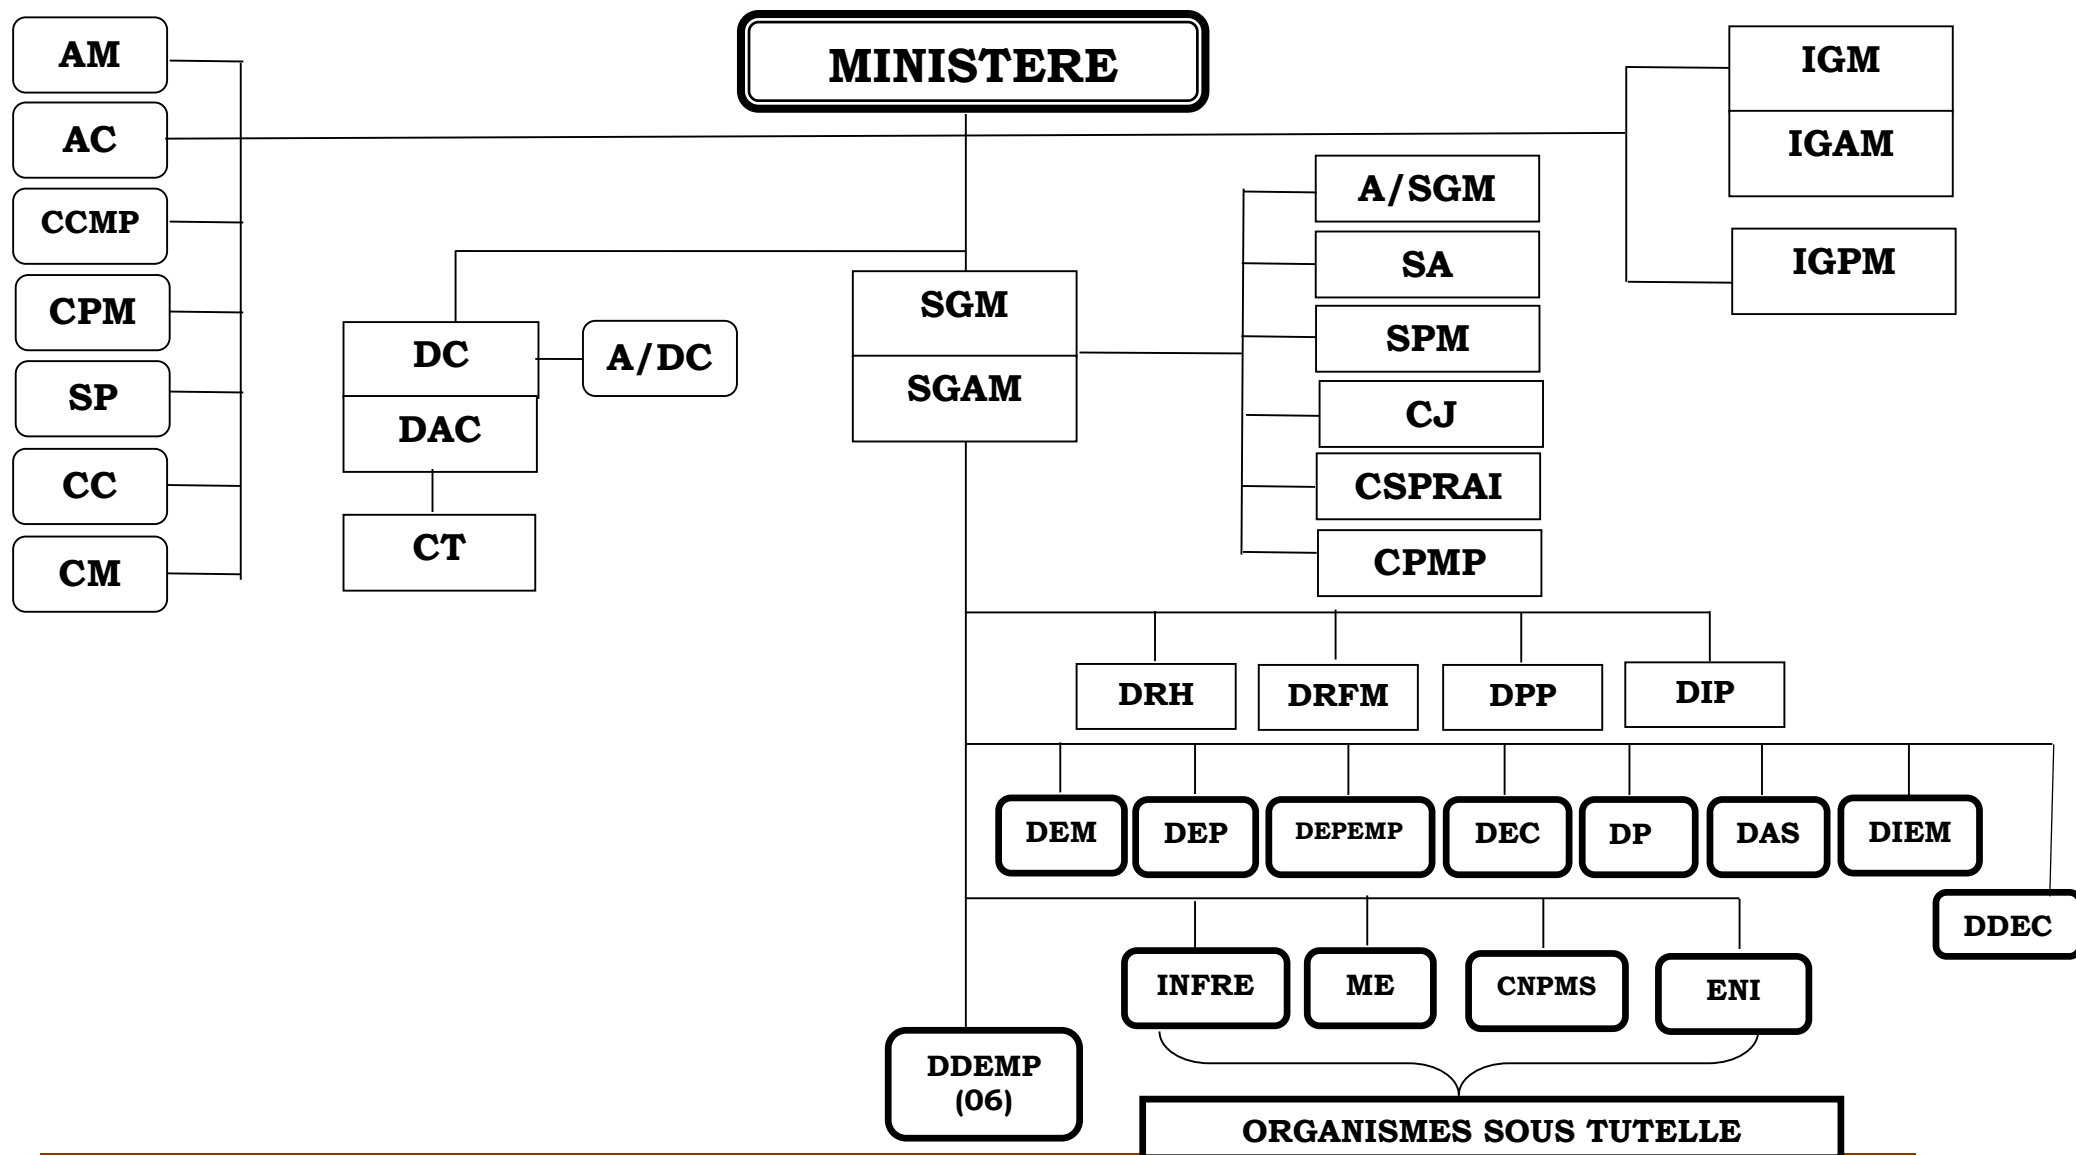 MINISTERE
AM
AC
CCMP
CPM
SP
CC
CM
IGM
IGAM
IGPM
DC
DAC
A/DC
CT
SGM
SGAM
A/SGM
SA
SPM
CJ
CSPRAI
CPMP
DRH
DRFM
DPP
DIP
DEM
DEP
DEPEMP
DEC
DP
DAS
DIEM
DDEC
INFRE
ME
CNPMS
ENI
DDEMP
(06)
ORGANISMES SOUS TUTELLE